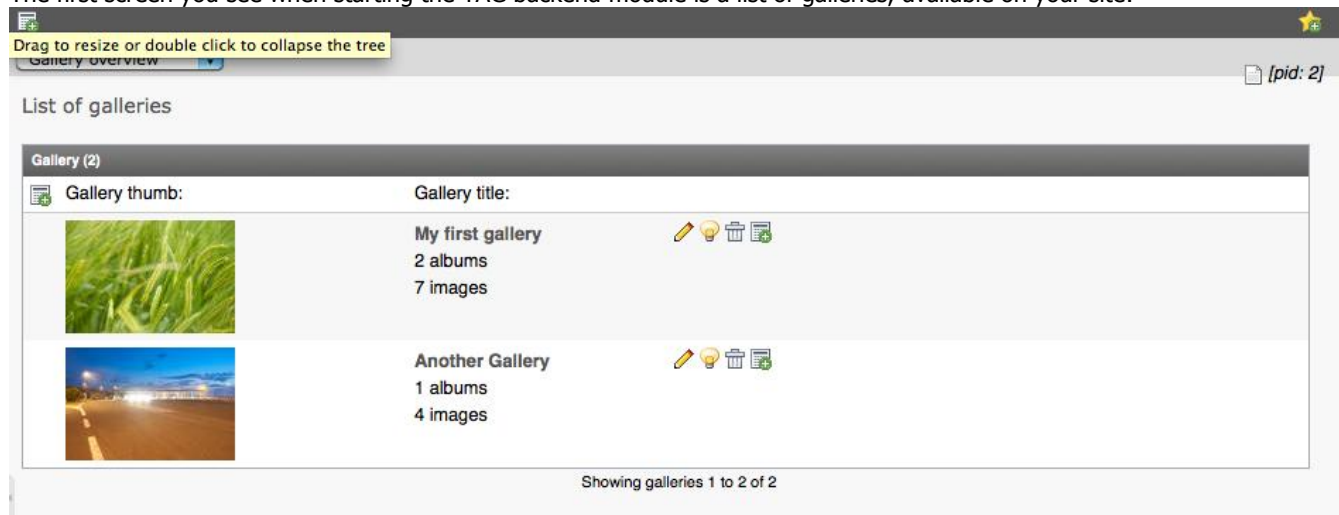 The first screen you see when starting the YAG backend module is a list of galleries, available on your site.
Drag to resize or double click to collapse the tree
Gallery overview
[pid: 2]
List of galleries
Gallery (2)
Gallery thumb: Gallery title:
My first gallery
2 albums
7 images
Another Gallery
1 albums
4 images
Showing galleries 1 to 2 of 2